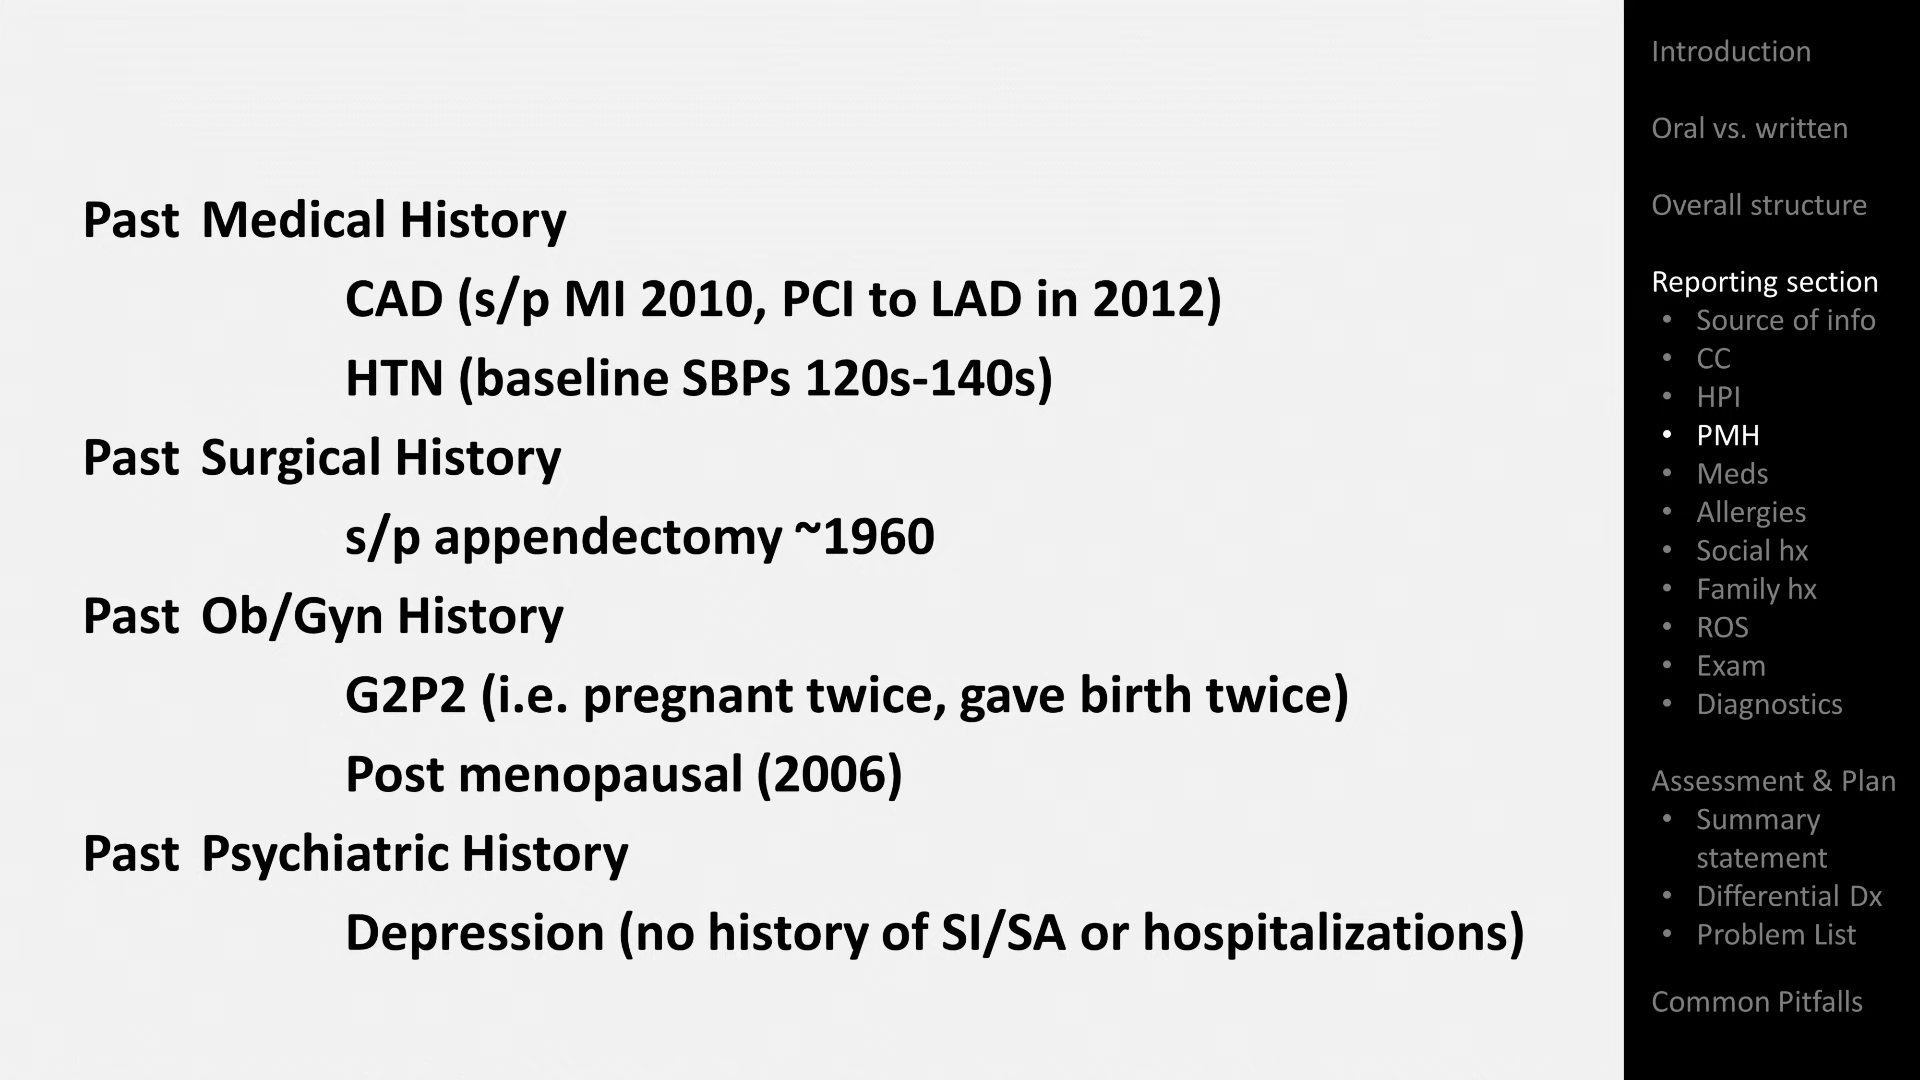 Past Medical History
CAD (s/p MI 2010, PCI to LAD in 2012)
HTN (baseline SBPs 120s-140s)
Past Surgical History
s/p appendectomy ~1960
Past Ob/Gyn History
G2P2 (i.e. pregnant twice, gave birth twice)
Post menopausal (2006)
Past Psychiatric History
Depression (no history of SI/SA or hospitalizations)
Introduction
Oral vs. written
Overall structure
Reporting section
• Source of info
• CC
• HPI
• PMH
• Meds
• Allergies
• Social hx
• Family hx
• ROS
• Exam
• Diagnostics
Assessment & Plan
• Summary
statement
• Differential Dx
• Problem List
Common Pitfalls